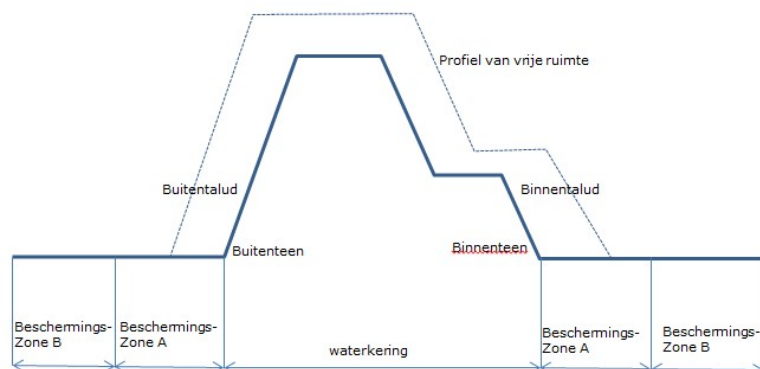 Profiel van vrije ruimte
Buitentalud
Binnentalud
Buitenteen
Binnenteen
Beschermings-
Zone B
Beschermings-
Zone A
waterkering
Beschermings-
Zone A
Beschermings-
Zone B